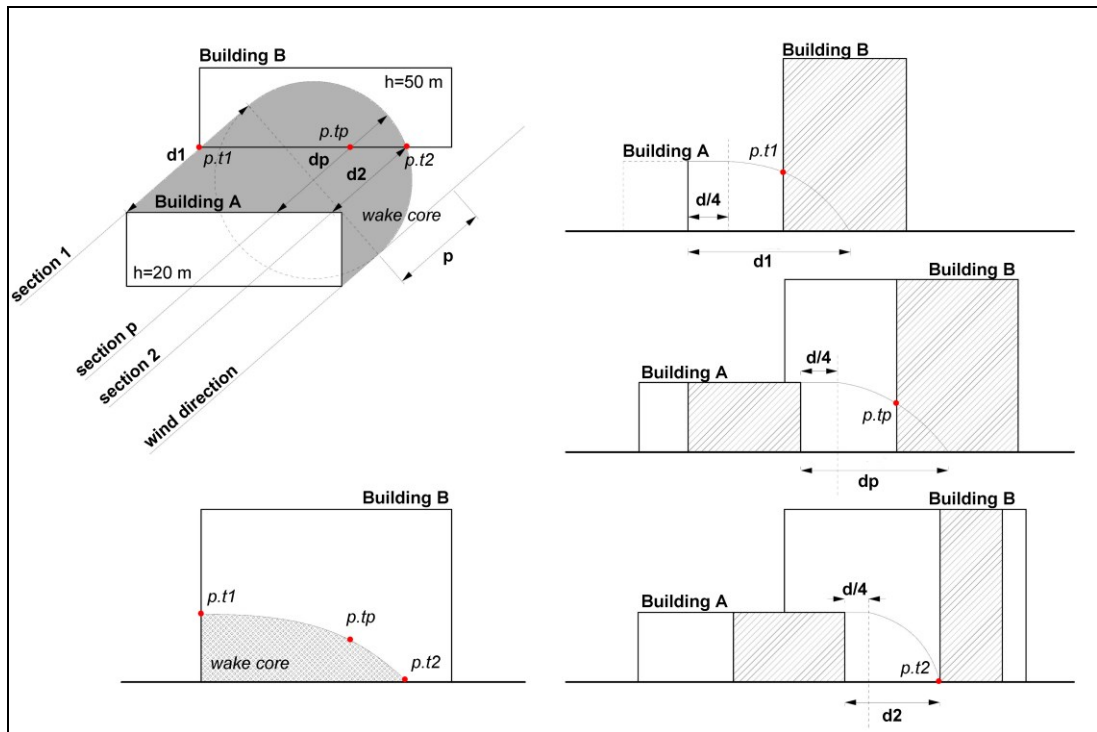 Building B
h=50 m
p.tp
d1
p.t1
dp
p.t2
d2
Building A
wake core
p
h=20 m
section 1
section p
section 2
wind direction
Building B
p.t1
Building A
d/4
d1
Building B
d/4
Building A
p.tp
dp
Building B
p.t1
p.tp
wake core
p.t2
Building B
d/4
Building A
p.t2
d2